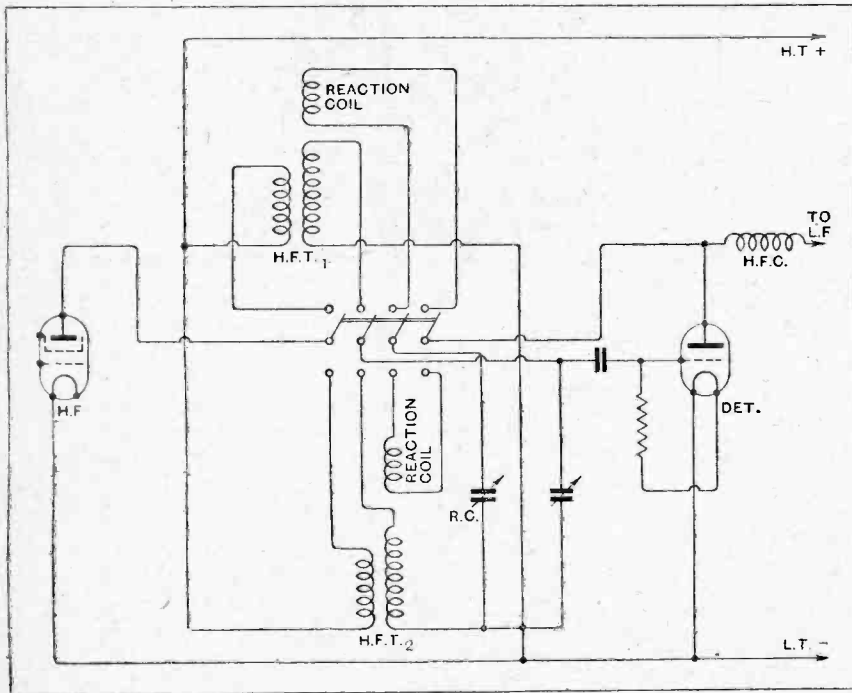 H.T +
REACTION
COIL
TO
L.F
H.F.T.1
H.F.C.
H.F
DET.
REACTION
COIL
R.C.
H.F.T.2
L.T. -